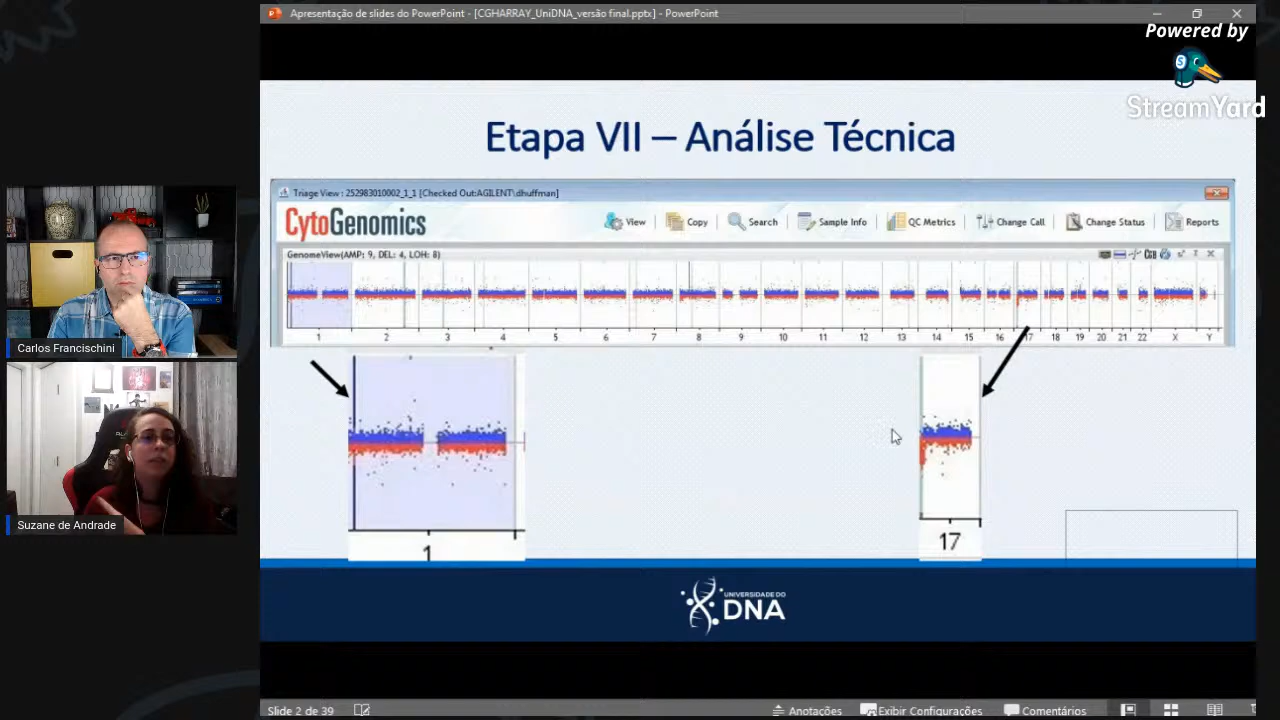 Apresentação de slides do PowerPoint - [CGHARRAY_UniDNA_versão final.pptx] - PowerPoint
Powered by
StreamYard
Etapa VII – Análise Técnica
Triage View : 252983010002_1_1 [Checked Out:AGILENT\dhuffman]
CytoGenomics
View Copy Search Sample Info QC Metrics Change Call Change Status Reports
GenomeView(AMP: 9, DEL: 4, LOH: 8)
1 2 3 4 5 6 7 8 9 10 11 12 13 14 15 16 17 18 19 20 21 22 X Y
1
17
Carlos Francischini
Suzane de Andrade
UNIVERSIDADE DO
DNA
Slide 2 de 39
Anotações Exibir Configurações Comentários